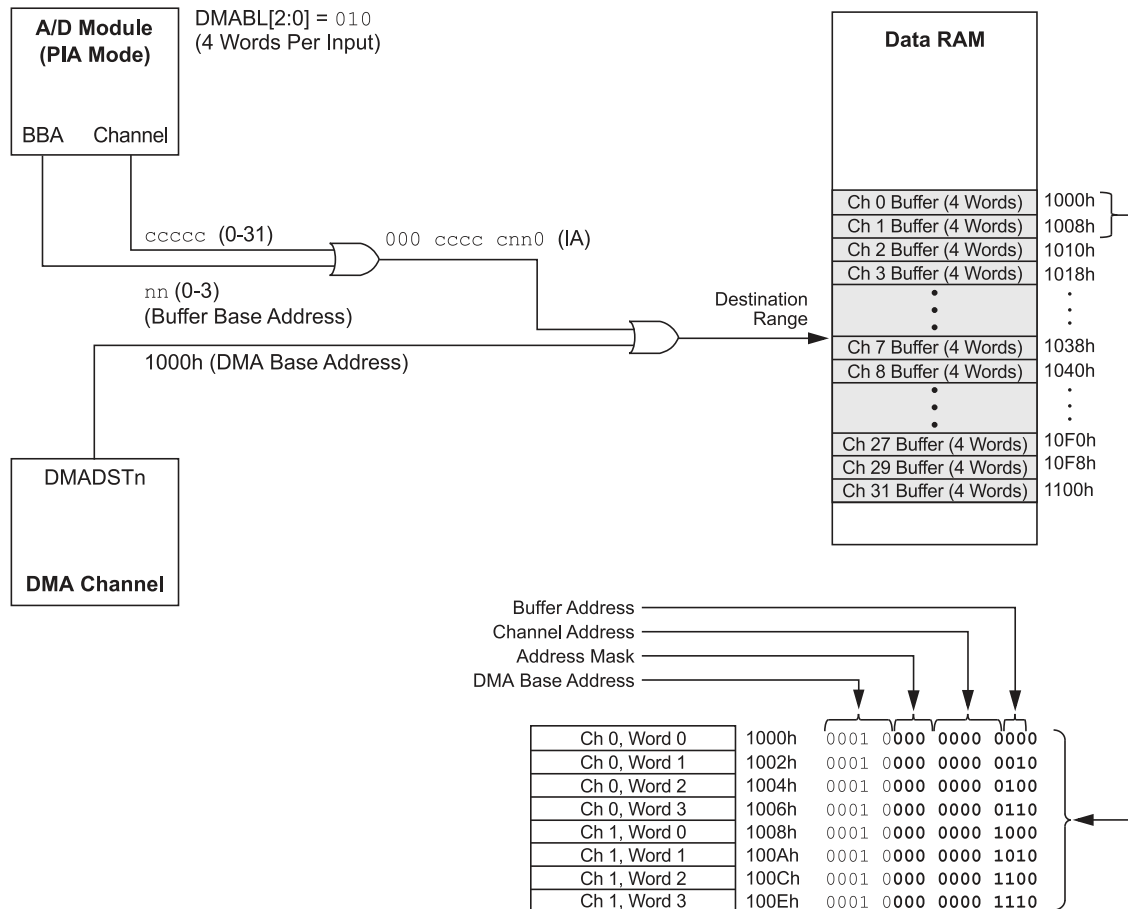 A/D Module
(PIA Mode)
BBA Channel
DMABL[2:0] = 010
(4 Words Per Input)
ccccc (0-31)
000 cccc cnn0 (IA)
nn (0-3)
(Buffer Base Address)
1000h (DMA Base Address)
Destination
Range
DMADSTn
DMA Channel
Data RAM
Ch 0 Buffer (4 Words) 1000h
Ch 1 Buffer (4 Words) 1008h
Ch 2 Buffer (4 Words) 1010h
Ch 3 Buffer (4 Words) 1018h
Ch 7 Buffer (4 Words) 1038h
Ch 8 Buffer (4 Words) 1040h
Ch 27 Buffer (4 Words) 10F0h
Ch 29 Buffer (4 Words) 10F8h
Ch 31 Buffer (4 Words) 1100h
Buffer Address
Channel Address
Address Mask
DMA Base Address
Ch 0, Word 0 1000h 0001 0000 0000 0000
Ch 0, Word 1 1002h 0001 0000 0000 0010
Ch 0, Word 2 1004h 0001 0000 0000 0100
Ch 0, Word 3 1006h 0001 0000 0000 0110
Ch 1, Word 0 1008h 0001 0000 0000 1000
Ch 1, Word 1 100Ah 0001 0000 0000 1010
Ch 1, Word 2 100Ch 0001 0000 0000 1100
Ch 1, Word 3 100Eh 0001 0000 0000 1110